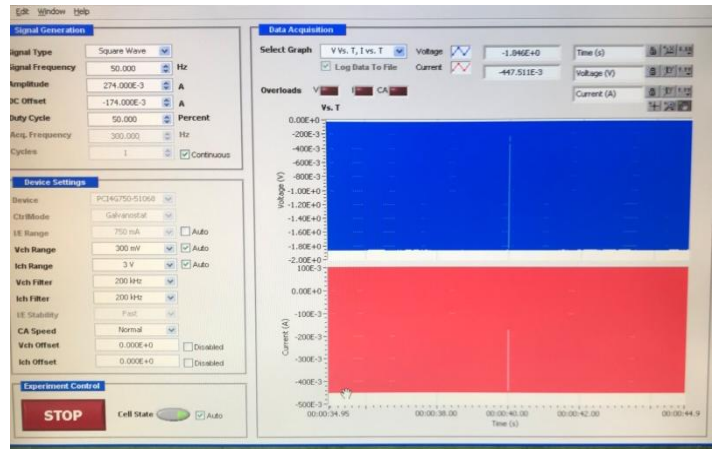 Edit Window Help
Signal Generation
Signal Type Square Wave
Signal Frequency 50.000 Hz
Amplitude 274.000E-3 A
DC Offset -174.000E-3 A
Duty Cycle 50.000 Percent
Acq. Frequency 300.000 Hz
Cycles 1 Continuous
Device Settings
Device PCI4G750-51068
CtrlMode Galvanostat
I/E Range 750 mA Auto
Vch Range 300 mV Auto
Ich Range 3 V Auto
Vch Filter 200 kHz
Ich Filter 200 kHz
I/E Stability Fast
CA Speed Normal
Vch Offset 0.000E+0 Disabled
Ich Offset 0.000E+0 Disabled
Experiment Control
STOP Cell State Auto
Data Acquisition
Select Graph V Vs. T, I vs. T Voltage -1.846E+0 Time (s)
Log Data To File Current -447.511E-3 Voltage (V)
Overloads V I CA Current (A)
Vs. T
0.00E+0
-200E-3
-400E-3
-600E-3
-800E-3
-1.00E+0
-1.20E+0
-1.40E+0
-1.60E+0
-1.80E+0
-2.00E+0
Voltage (V)
100E-3
0.00E+0
-100E-3
-200E-3
-300E-3
-400E-3
-500E-3
Current (A)
00:00:34.95 00:00:38.00 00:00:40.00 00:00:42.00 00:00:44.9
Time (s)